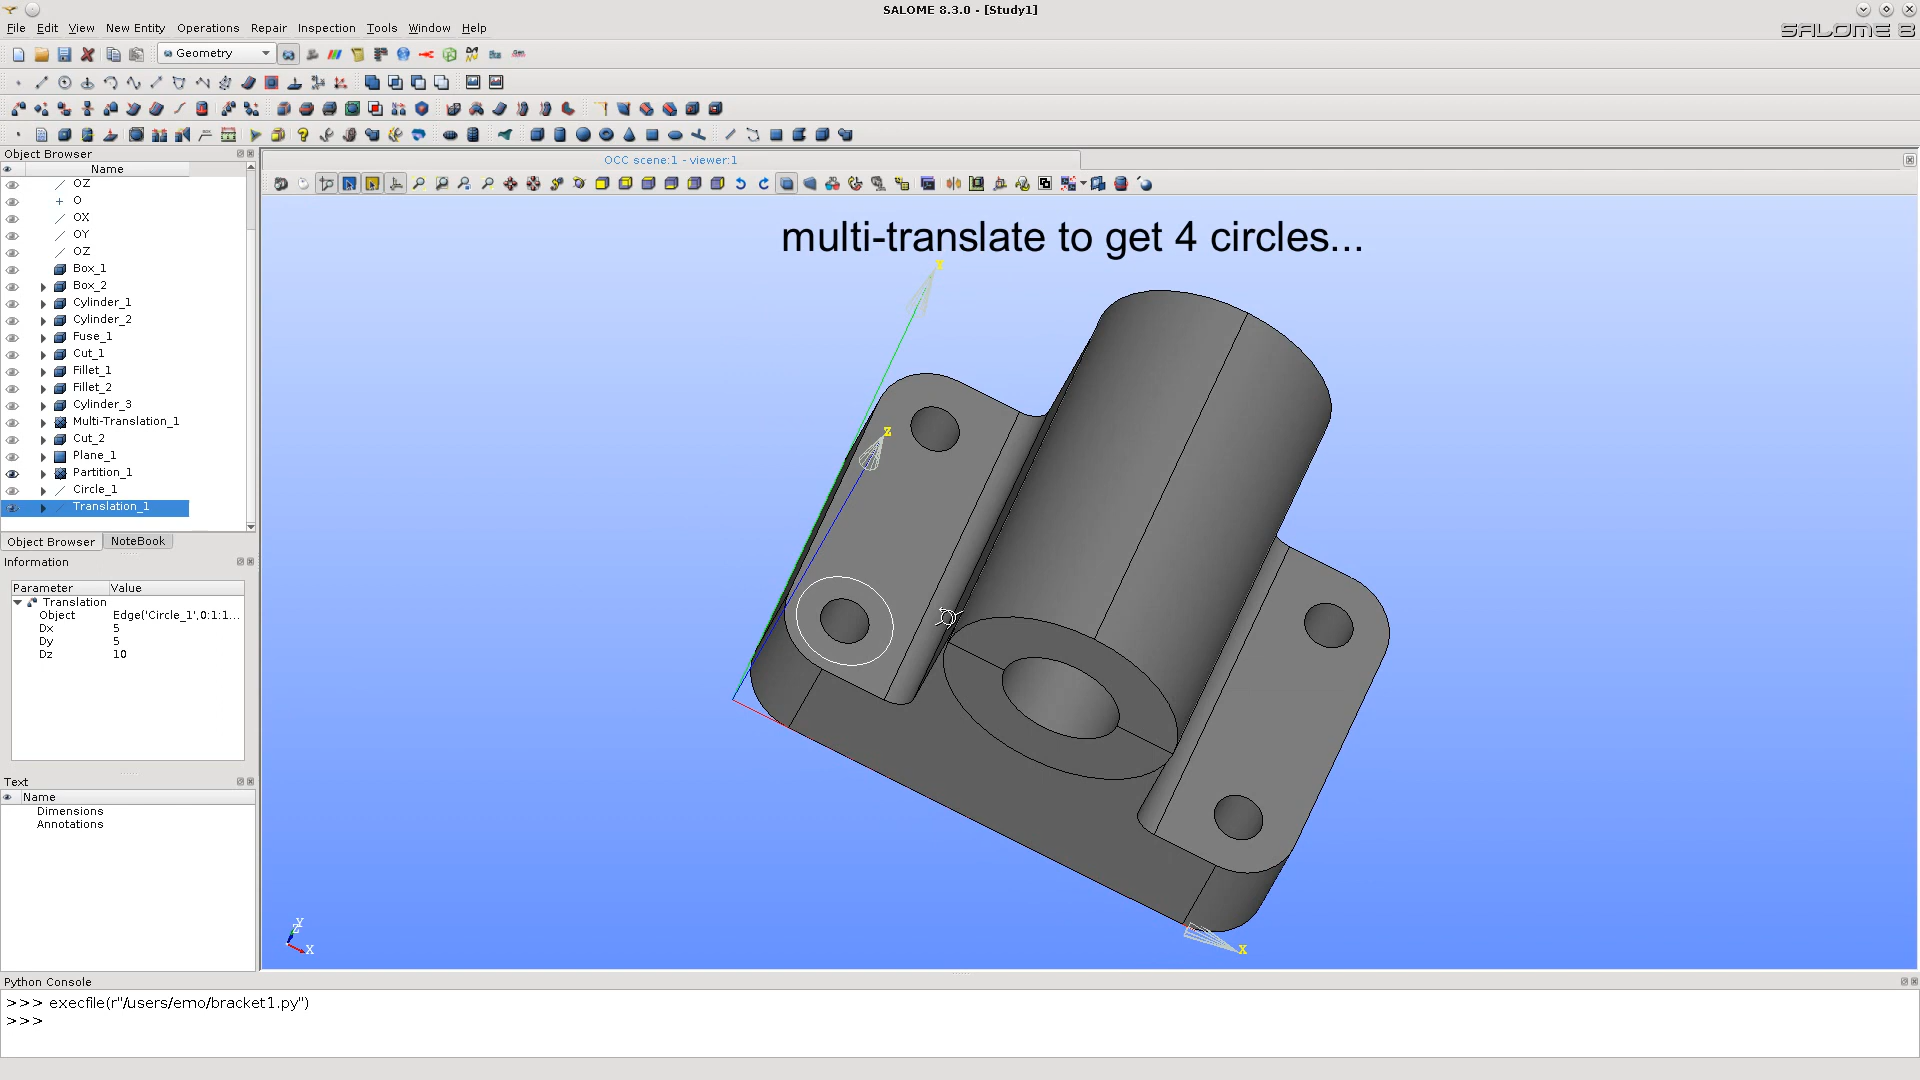 SALOME 8.3.0 - [Study1]
File Edit View New Entity Operations Repair Inspection Tools Window Help
SALOME 8
Geometry
Object Browser
Name
OZ
O
OX
OY
OZ
Box_1
Box_2
Cylinder_1
Cylinder_2
Fuse_1
Cut_1
Fillet_1
Fillet_2
Cylinder_3
Multi-Translation_1
Cut_2
Plane_1
Partition_1
Circle_1
Translation_1
Object Browser NoteBook
Information
Parameter Value
Translation
Object Edge('Circle_1',0:1:1...
Dx 5
Dy 5
Dz 10
Text
Name
Dimensions
Annotations
OCC scene:1 - viewer:1
multi-translate to get 4 circles...
Y
Z
X
Y
Z
X
Python Console
>>> execfile(r"/users/emo/bracket1.py")
>>>